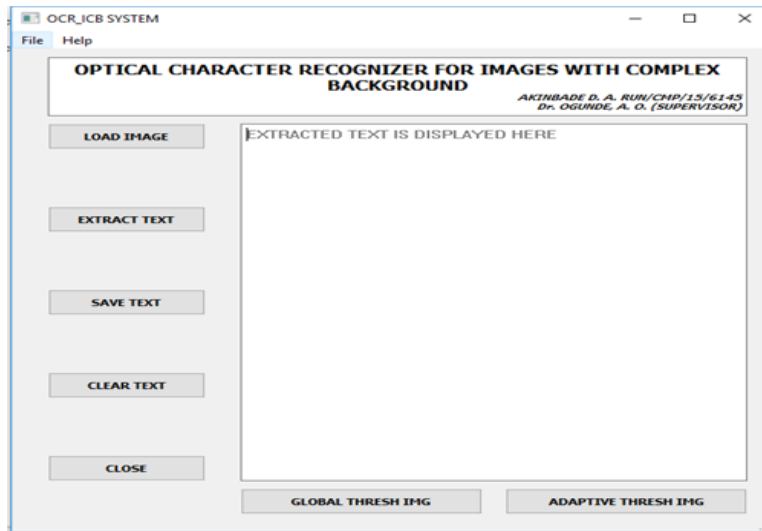 OCR_ICB SYSTEM
File Help
OPTICAL CHARACTER RECOGNIZER FOR IMAGES WITH COMPLEX
BACKGROUND
AKINBADE D. A. RUN/CMP/15/6145
Dr. OGUNDE, A. O. (SUPERVISOR)
LOAD IMAGE
EXTRACTED TEXT IS DISPLAYED HERE
EXTRACT TEXT
SAVE TEXT
CLEAR TEXT
CLOSE
GLOBAL THRESH IMG ADAPTIVE THRESH IMG